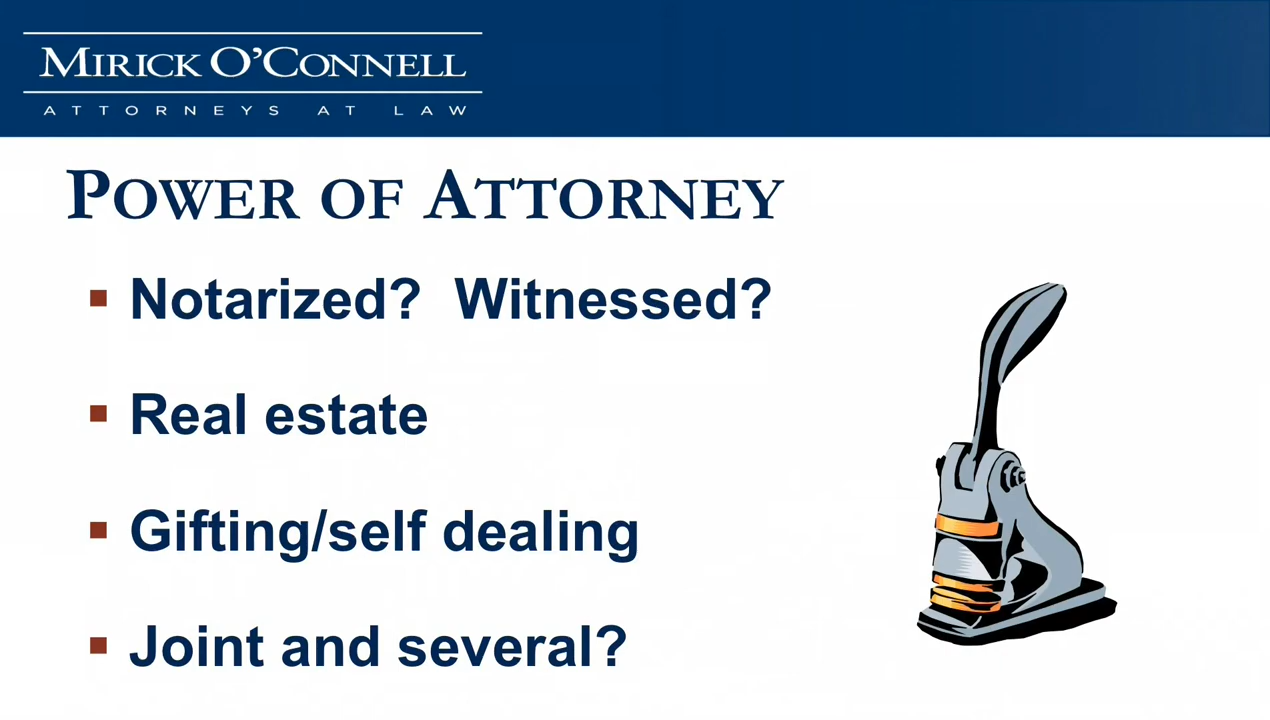 MIRICK O'CONNELL
ATTORNEYS AT LAW
POWER OF ATTORNEY
Notarized? Witnessed?
Real estate
Gifting/self dealing
Joint and several?